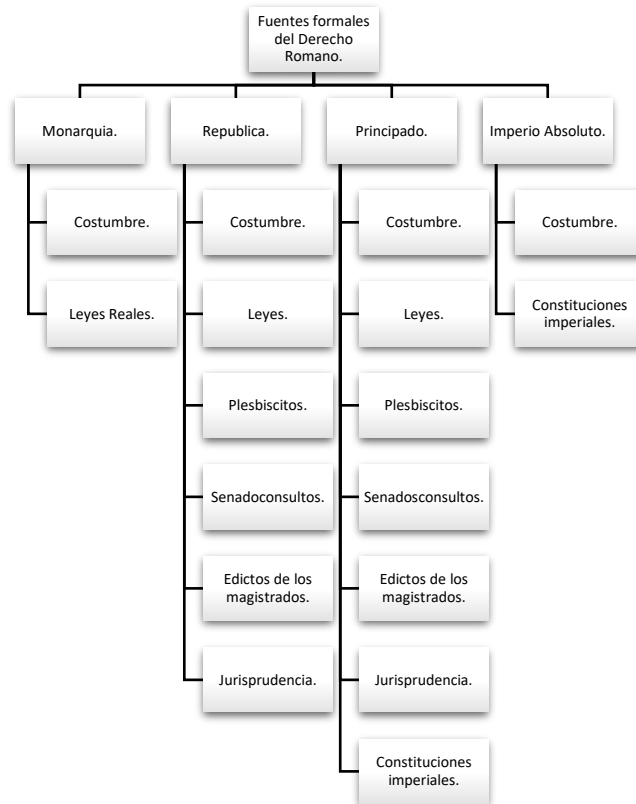 Fuentes formales
del Derecho
Romano.
Monarquia.
Republica.
Principado.
Imperio Absoluto.
Costumbre.
Costumbre.
Costumbre.
Costumbre.
Leyes Reales.
Leyes.
Leyes.
Constituciones
imperiales.
Plesbiscitos.
Plesbiscitos.
Senadoconsultos.
Senadosconsultos.
Edictos de los
magistrados.
Edictos de los
magistrados.
Jurisprudencia.
Jurisprudencia.
Constituciones
imperiales.